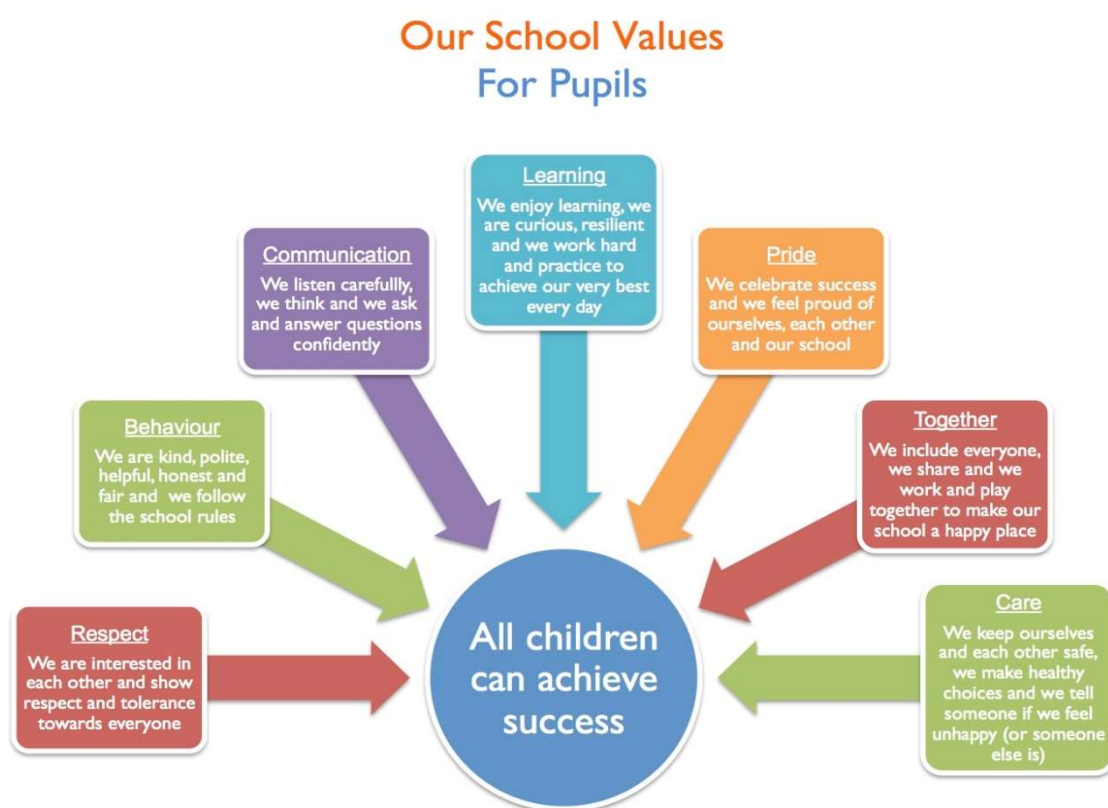 Our School Values
For Pupils
Learning
We enjoy learning, we
are curious, resilient
and we work hard
and practice to
achieve our very best
every day
Communication
We listen carefullly,
we think and we ask
and answer questions
confidently
Pride
We celebrate success
and we feel proud of
ourselves, each other
and our school
Behaviour
We are kind, polite,
helpful, honest and
fair and we follow
the school rules
Together
We include everyone,
we share and we
work and play
together to make our
school a happy place
Respect
We are interested in
each other and show
respect and tolerance
towards everyone
Care
We keep ourselves
and each other safe,
we make healthy
choices and we tell
someone if we feel
unhappy (or someone
else is)
All children
can achieve
success